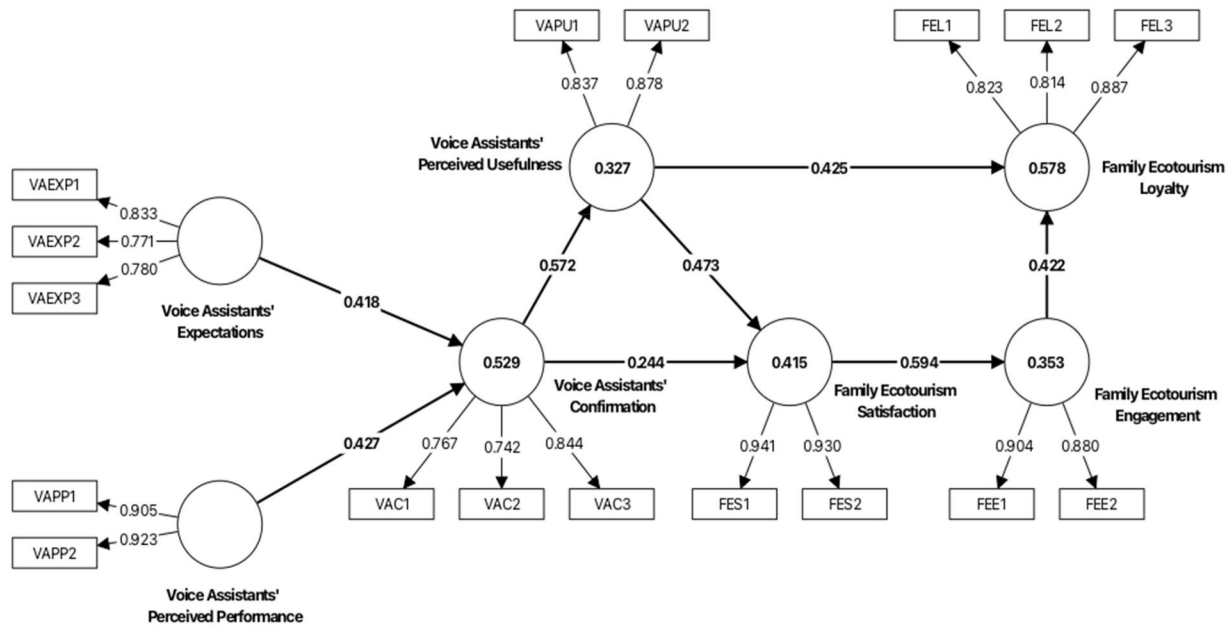 VAPU1
VAPU2
FEL1
FEL2
FEL3
0.837
0.878
0.823
0.814
0.887
Voice Assistants'
Perceived Usefulness
0.327
0.425
0.578
Family Ecotourism
Loyalty
VAEXP1
VAEXP2
VAEXP3
0.833
0.771
0.780
Voice Assistants'
Expectations
0.418
0.572
0.473
0.422
0.529
0.244
0.415
0.594
0.353
Voice Assistants'
Confirmation
Family Ecotourism
Satisfaction
Family Ecotourism
Engagement
0.427
0.767
0.742
0.844
0.941
0.930
0.904
0.880
VAC1
VAC2
VAC3
FES1
FES2
FEE1
FEE2
VAPP1
VAPP2
0.905
0.923
Voice Assistants'
Perceived Performance